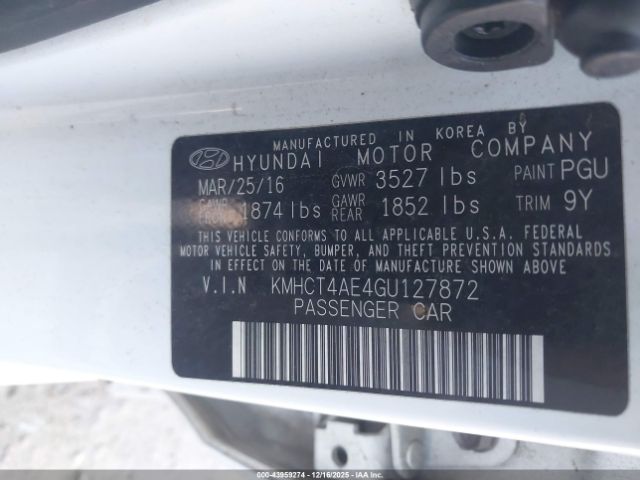 MANUFACTURED IN KOREA BY
HYUNDAI MOTOR COMPANY
MAR/25/16 GVWR 3527 lbs PAINT PGU
GAWR FRONT 1874 lbs GAWR REAR 1852 lbs TRIM 9Y
THIS VEHICLE CONFORMS TO ALL APPLICABLE U.S.A. FEDERAL
MOTOR VEHICLE SAFETY, BUMPER, AND THEFT PREVENTION STANDARDS
IN EFFECT ON THE DATE OF MANUFACTURE SHOWN ABOVE
V.I.N KMHCT4AE4GU127872
PASSENGER CAR
000-43959274 - 12/16/2025 - IAA Inc.